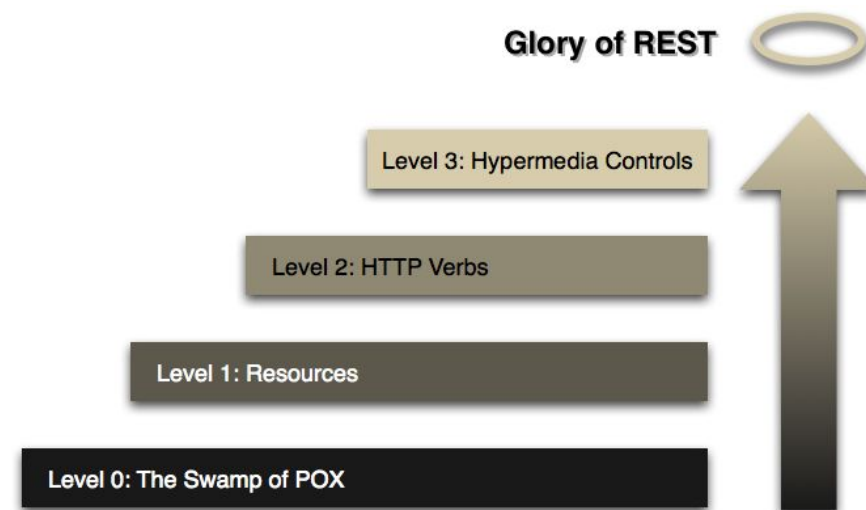 Glory of REST
Level 3: Hypermedia Controls
Level 2: HTTP Verbs
Level 1: Resources
Level 0: The Swamp of POX